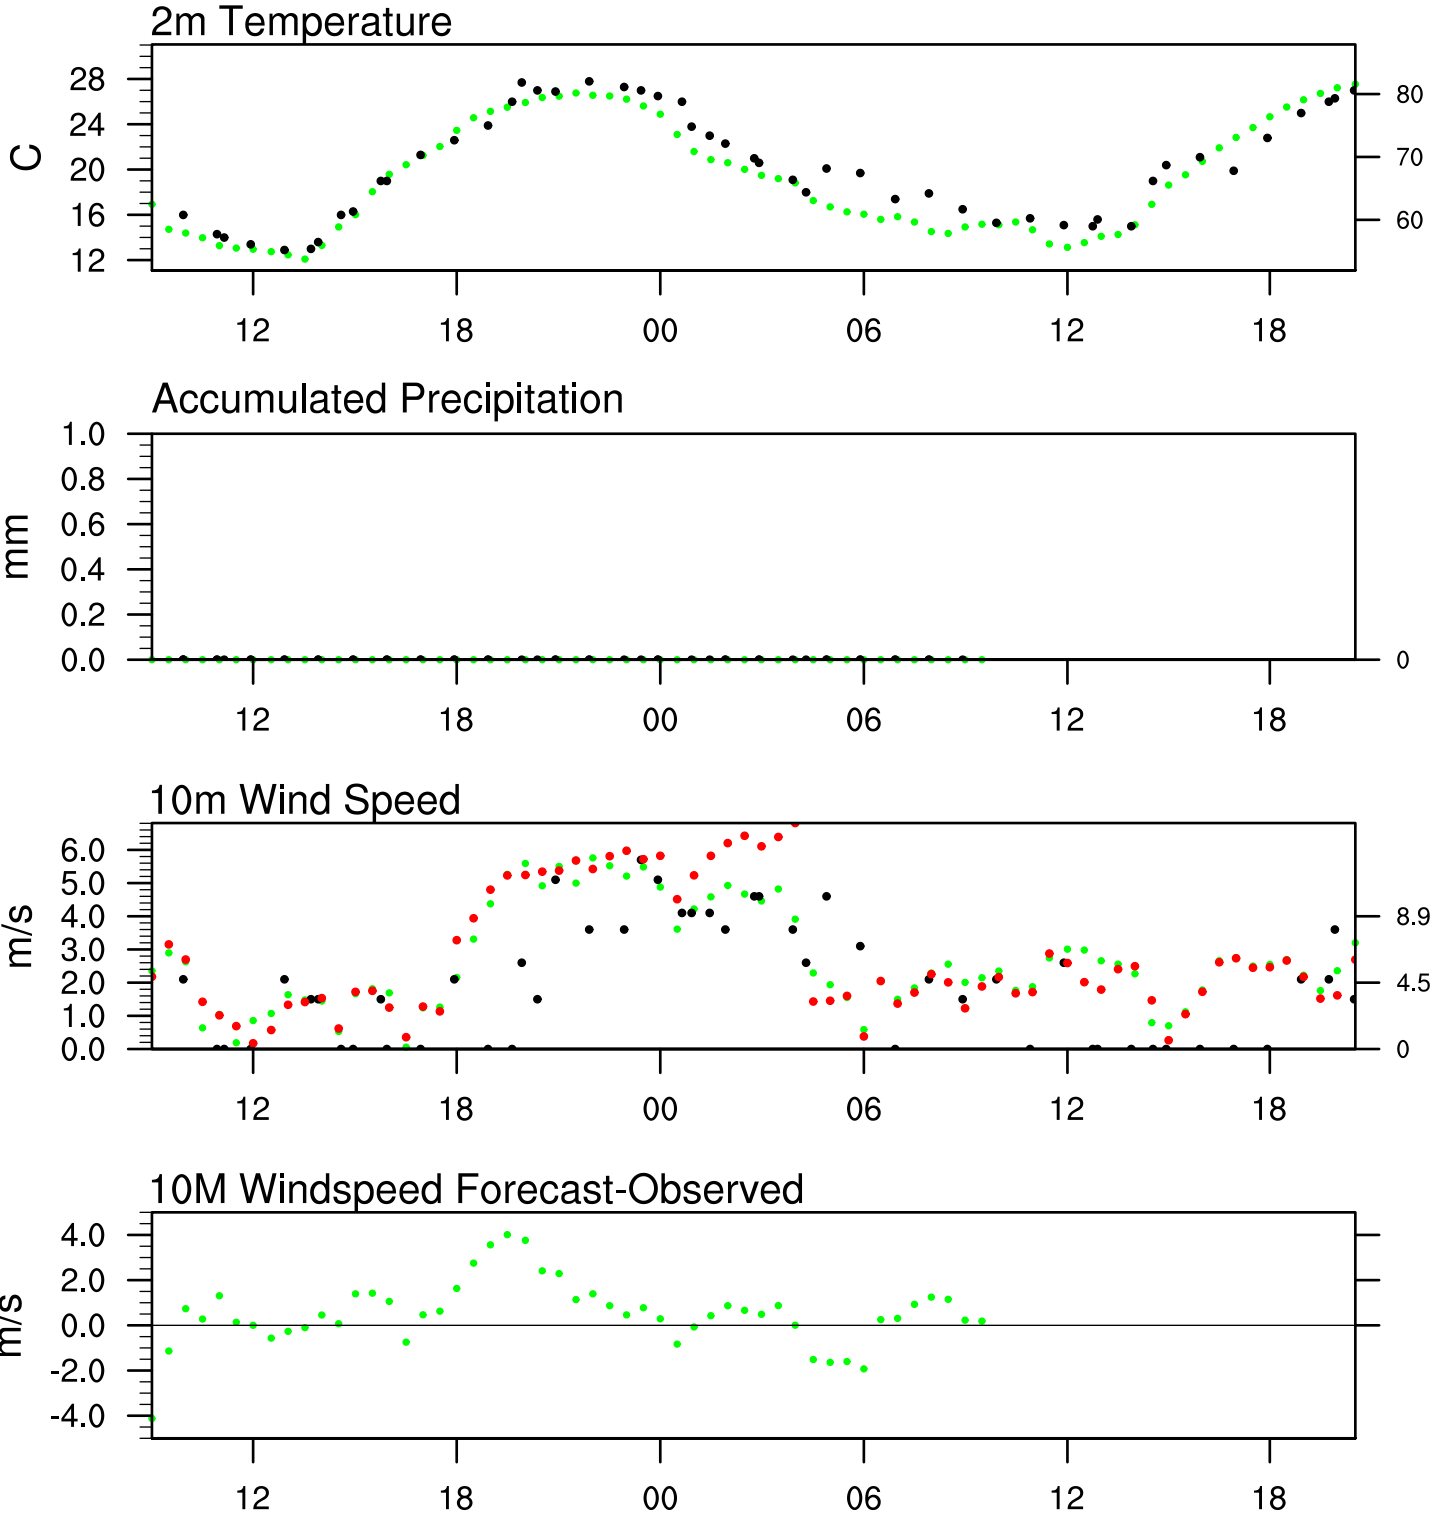 2m Temperature
28
24
20
16
12
C
80
70
60
12 18 00 06 12 18
Accumulated Precipitation
1.0
0.8
0.6
0.4
0.2
0.0
mm
0
12 18 00 06 12 18
10m Wind Speed
6.0
5.0
4.0
3.0
2.0
1.0
0.0
m/s
8.9
4.5
0
12 18 00 06 12 18
10M Windspeed Forecast-Observed
4.0
2.0
0.0
-2.0
-4.0
m/s
12 18 00 06 12 18